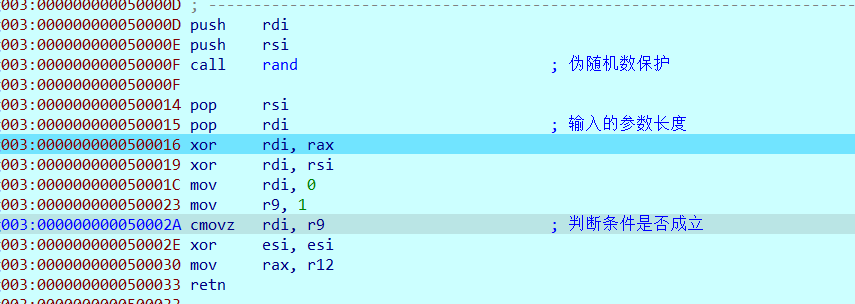 003:000000000050000D ; ----------------------------------------------------------------
003:000000000050000D push rdi
003:000000000050000E push rsi
003:000000000050000F call rand ; 伪随机数保护
003:000000000050000F
003:0000000000500014 pop rsi
003:0000000000500015 pop rdi ; 输入的参数长度
003:0000000000500016 xor rdi, rax
003:0000000000500019 xor rdi, rsi
003:000000000050001C mov rdi, 0
003:0000000000500023 mov r9, 1
003:000000000050002A cmovz rdi, r9 ; 判断条件是否成立
003:000000000050002E xor esi, esi
003:0000000000500030 mov rax, r12
003:0000000000500033 retn